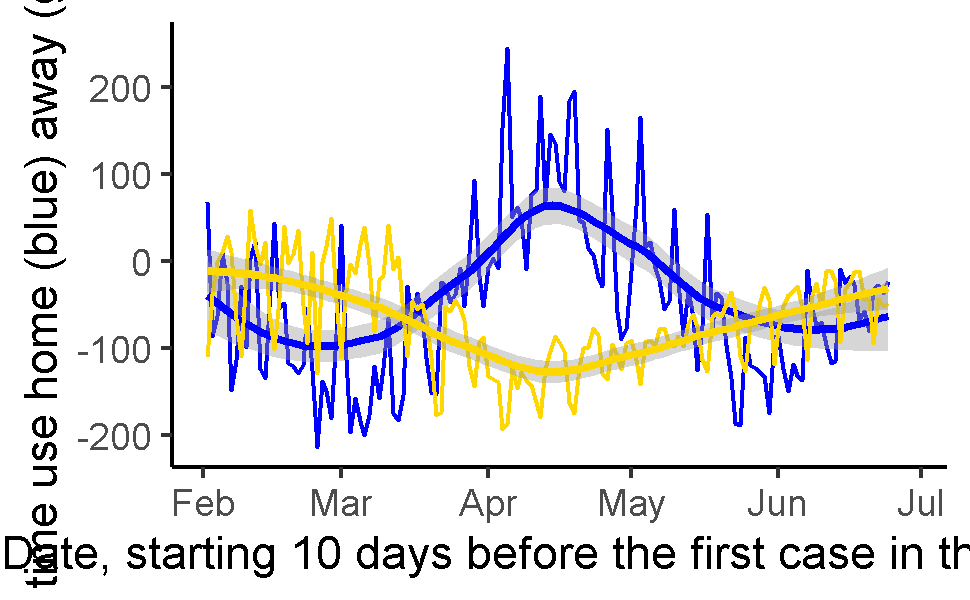 time use home (blue) away (
200
100
0
-100
-200
Feb Mar Apr May Jun Jul
Date, starting 10 days before the first case in th